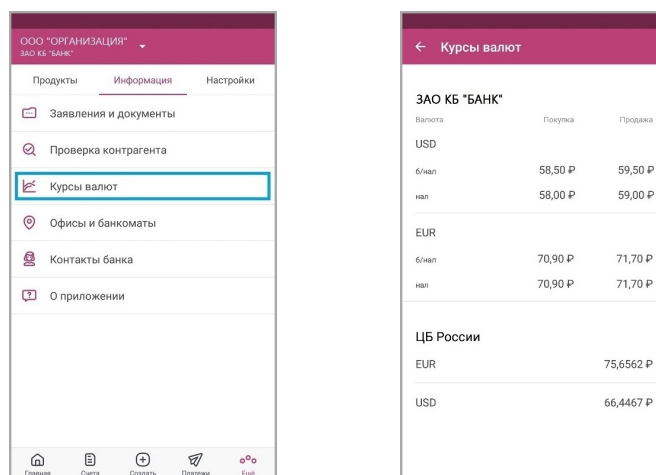 ООО "ОРГАНИЗАЦИЯ"
ЗАО КБ "БАНК"
Продукты Информация Настройки
Заявления и документы
Проверка контрагента
Курсы валют
Офисы и банкоматы
Контакты банка
О приложении
Главная Счета Создать Платежи Ещё
Курсы валют
ЗАО КБ "БАНК"
Валюта Покупка Продажа
USD
б/нал 58,50 ₽ 59,50 ₽
нал 58,00 ₽ 59,00 ₽
EUR
б/нал 70,90 ₽ 71,70 ₽
нал 70,90 ₽ 71,70 ₽
ЦБ России
EUR 75,6562 ₽
USD 66,4467 ₽